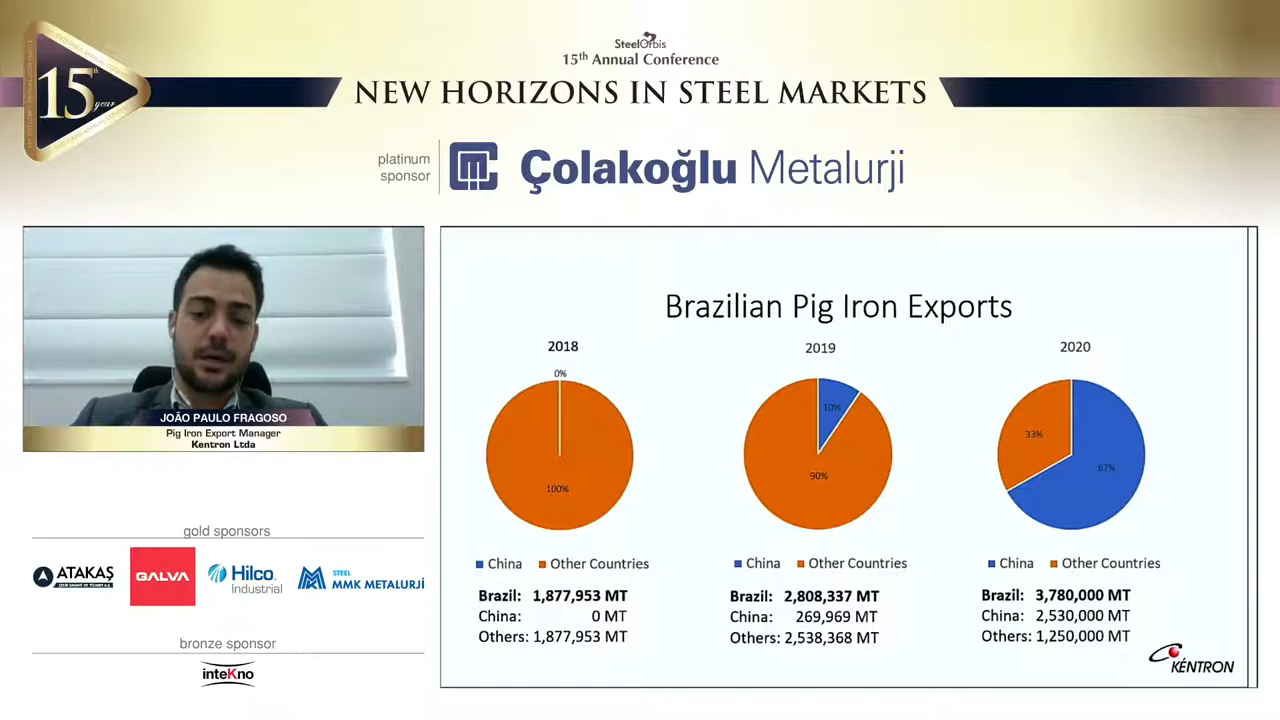 SteelOrbis
15th Annual Conference
NEW HORIZONS IN STEEL MARKETS
15th year
platinum
sponsor
Çolakoğlu Metalurji
JOÃO PAULO FRAGOSO
Pig Iron Export Manager
Kentron Ltda
gold sponsors
ATAKAŞ
GALVA
Hilco
Industrial
STEEL
MMK METALURJİ
bronze sponsor
inteKno
Brazilian Pig Iron Exports
2018
0%
100%
China Other Countries
Brazil: 1,877,953 MT
China: 0 MT
Others: 1,877,953 MT
2019
10%
90%
China Other Countries
Brazil: 2,808,337 MT
China: 269,969 MT
Others: 2,538,368 MT
2020
33%
67%
China Other Countries
Brazil: 3,780,000 MT
China: 2,530,000 MT
Others: 1,250,000 MT
KÉNTRON